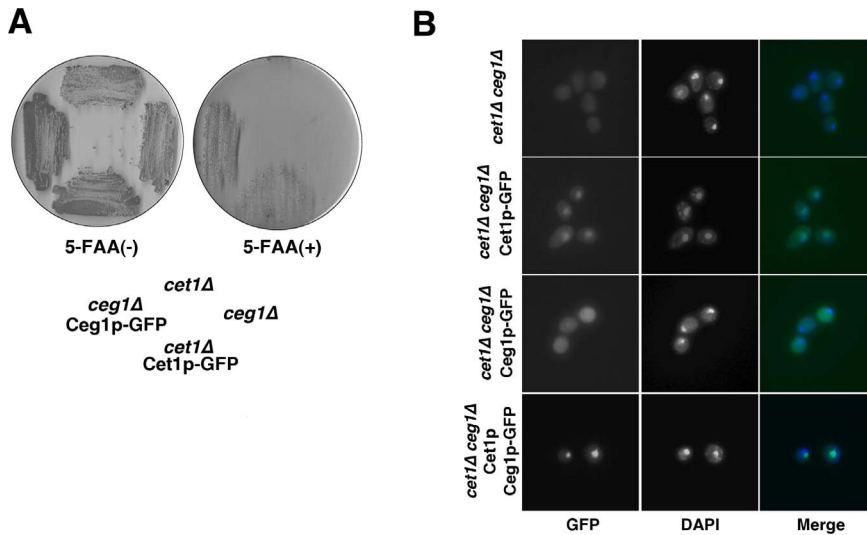 A
5-FAA(-)
5-FAA(+)
cet1Δ
ceg1Δ
Ceg1p-GFP
ceg1Δ
cet1Δ
Cet1p-GFP
B
cet1Δ ceg1Δ
cet1Δ ceg1Δ
Cet1p-GFP
cet1Δ ceg1Δ
Ceg1p-GFP
cet1Δ ceg1Δ
Cet1p
Ceg1p-GFP
GFP
DAPI
Merge